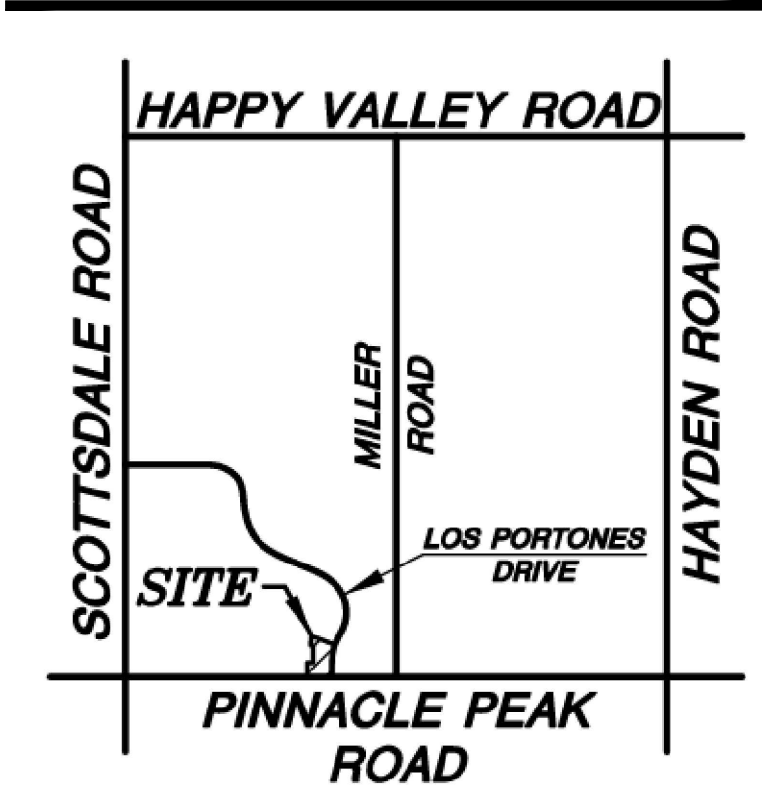 HAPPY VALLEY ROAD
SCOTTSDALE ROAD
HAYDEN ROAD
MILLER
ROAD
LOS PORTONES
DRIVE
SITE
PINNACLE PEAK
ROAD